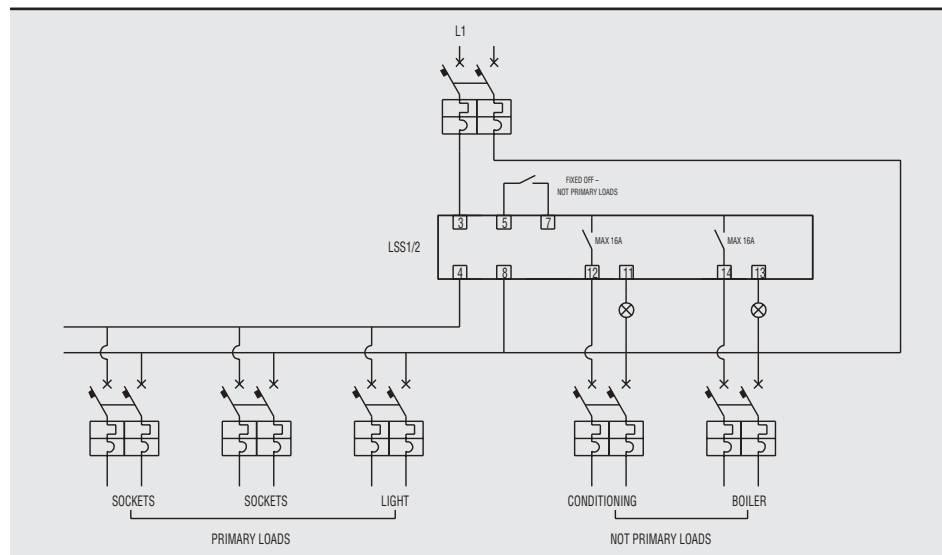 L1
FIXED OFF –
NOT PRIMARY LOADS
3 5 7
LSS1/2
MAX 16A MAX 16A
4 8 12 11 14 13
SOCKETS SOCKETS LIGHT CONDITIONING BOILER
PRIMARY LOADS NOT PRIMARY LOADS